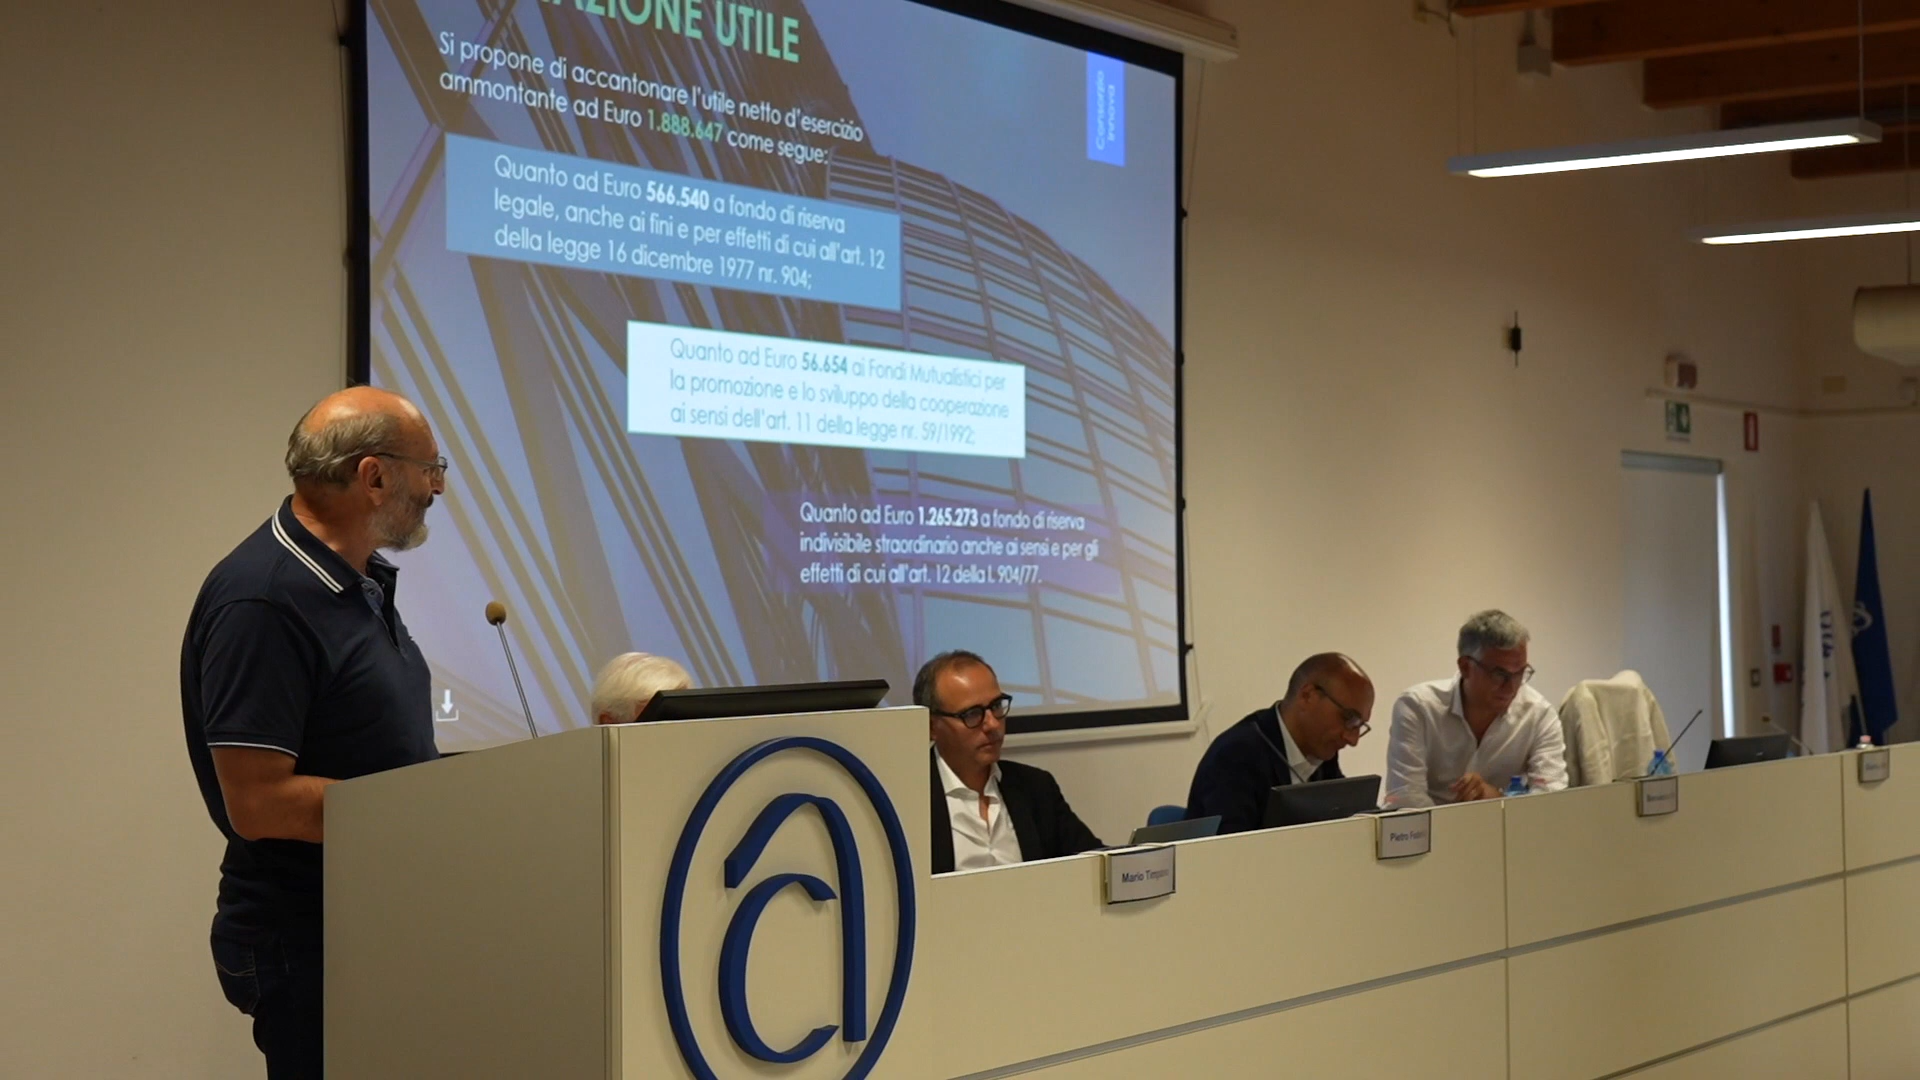 AZIONE UTILE
Si propone di accantonare l'utile netto d'esercizio
ammontante ad Euro 1.888.647 come segue:
Quanto ad Euro 566.540 a fondo di riserva
legale, anche ai fini e per effetti di cui all'art. 12
della legge 16 dicembre 1977 nr. 904;
Quanto ad Euro 56.654 ai Fondi Mutualistici per
la promozione e lo sviluppo della cooperazione
ai sensi dell'art. 11 della legge nr. 59/1992;
Quanto ad Euro 1.265.273 a fondo di riserva
indivisibile straordinario anche ai sensi e per gli
effetti di cui all'art. 12 della l. 904/77.
Consorzio
Innova
Mario
Pietro